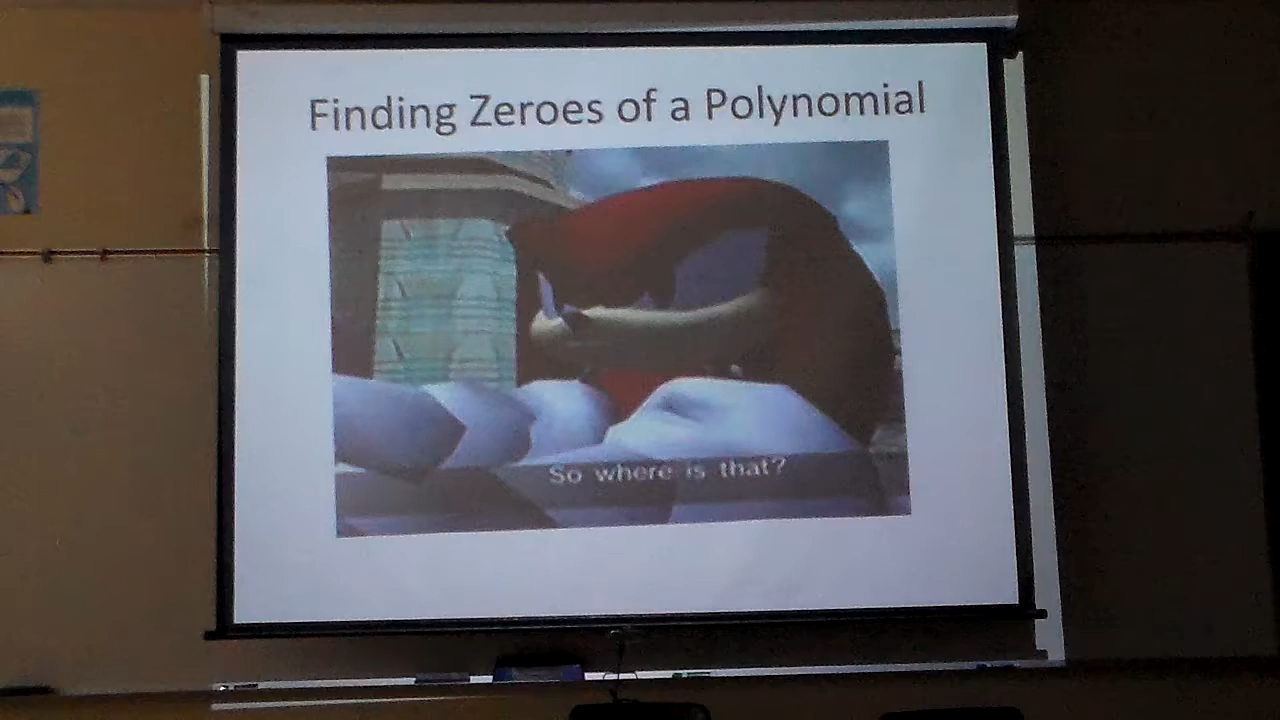 Finding Zeroes of a Polynomial
So where is that?